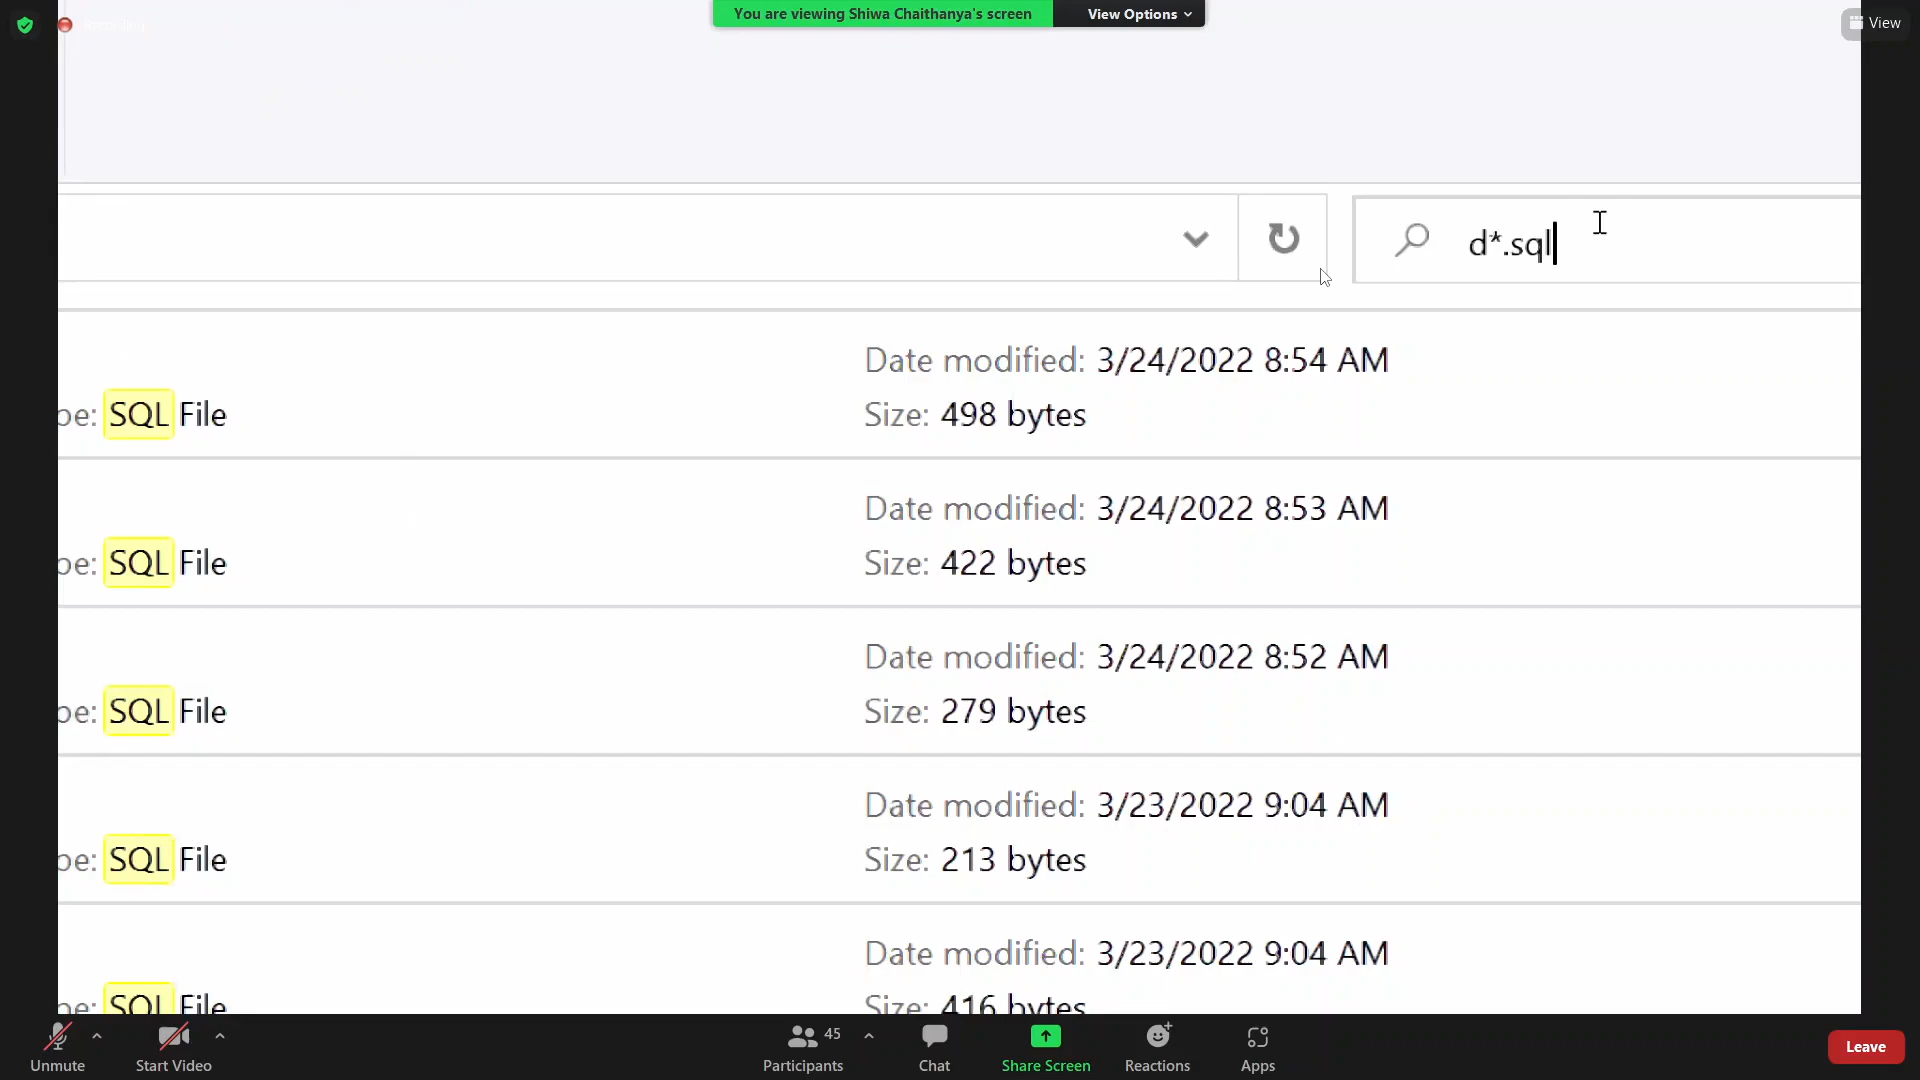 You are viewing Shiwa Chaithanya's screen
View Options
View
d*.sql
Date modified: 3/24/2022 8:54 AM
pe: SQL File
Size: 498 bytes
Date modified: 3/24/2022 8:53 AM
pe: SQL File
Size: 422 bytes
Date modified: 3/24/2022 8:52 AM
pe: SQL File
Size: 279 bytes
Date modified: 3/23/2022 9:04 AM
pe: SQL File
Size: 213 bytes
Date modified: 3/23/2022 9:04 AM
pe: SQL File
Size: 416 bytes
Unmute
Start Video
45
Participants
Chat
Share Screen
Reactions
Apps
Leave